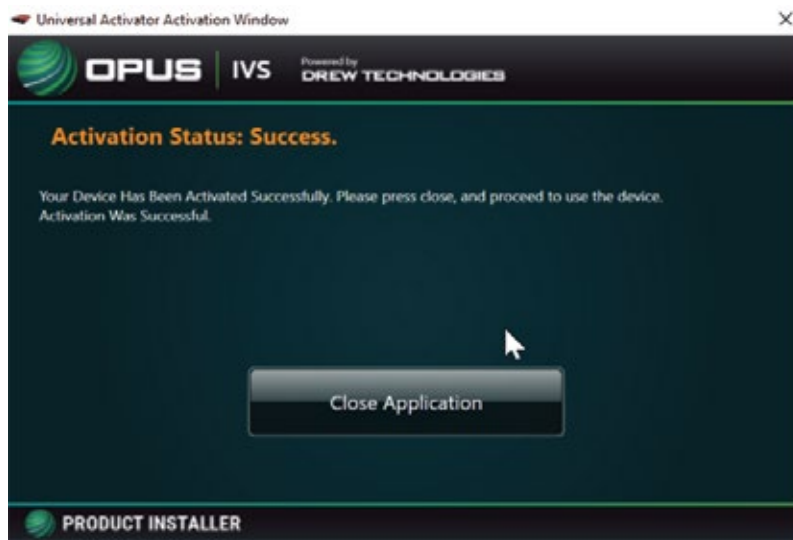 Universal Activator Activation Window
OPUS IVS Powered by
DREW TECHNOLOGIES
Activation Status: Success.
Your Device Has Been Activated Successfully. Please press close, and proceed to use the device.
Activation Was Successful.
Close Application
PRODUCT INSTALLER